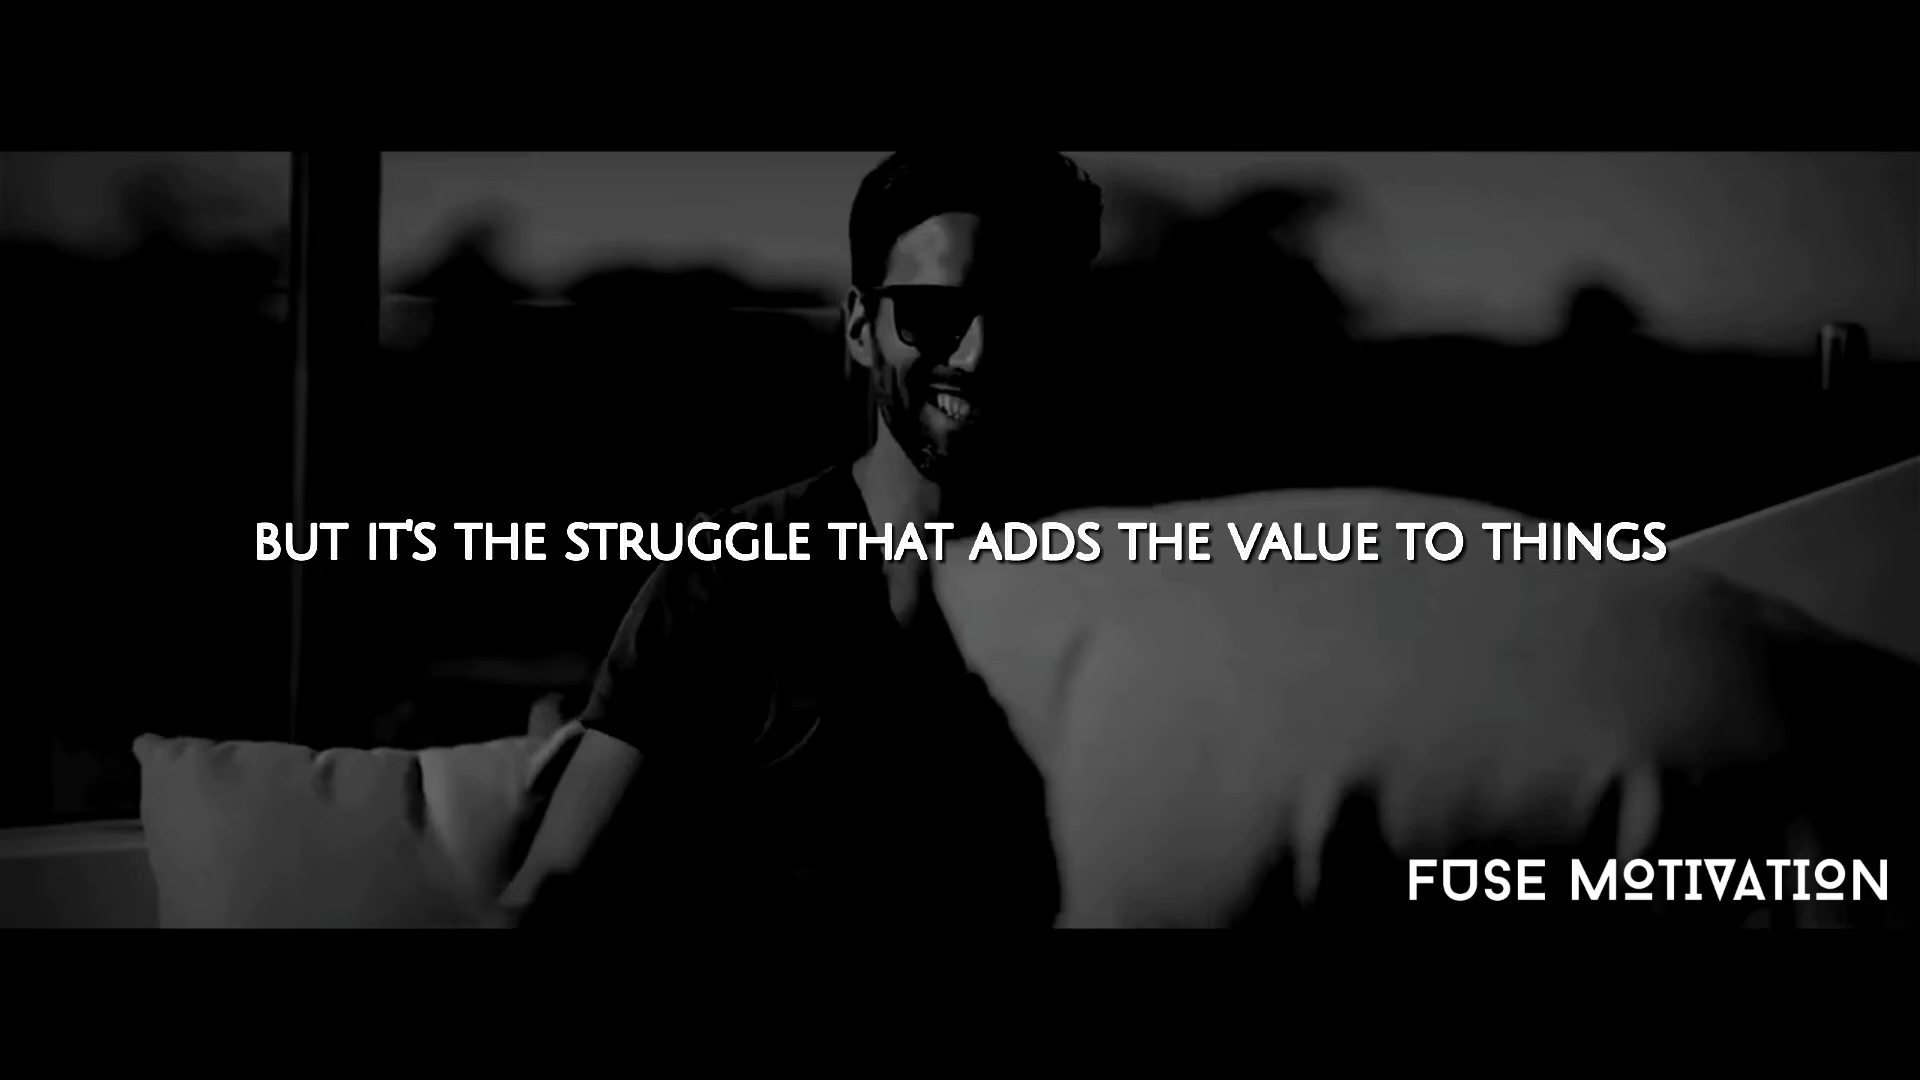 BUT IT'S THE STRUGGLE THAT ADDS THE VALUE TO THINGS
FUSE MOTIVATION